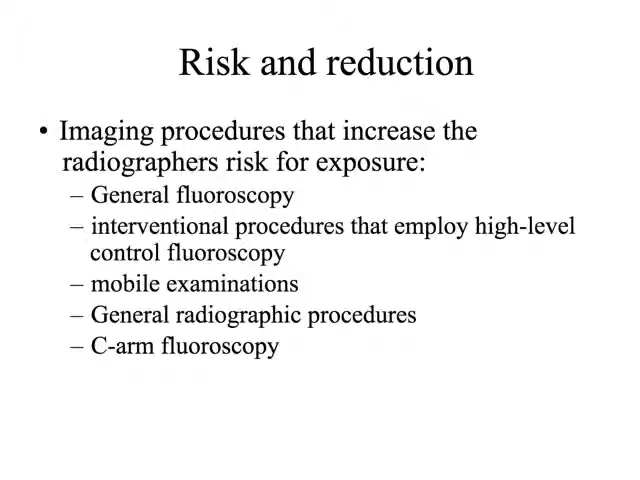 Risk and reduction
• Imaging procedures that increase the
radiographers risk for exposure:
– General fluoroscopy
– interventional procedures that employ high-level
control fluoroscopy
– mobile examinations
– General radiographic procedures
– C-arm fluoroscopy